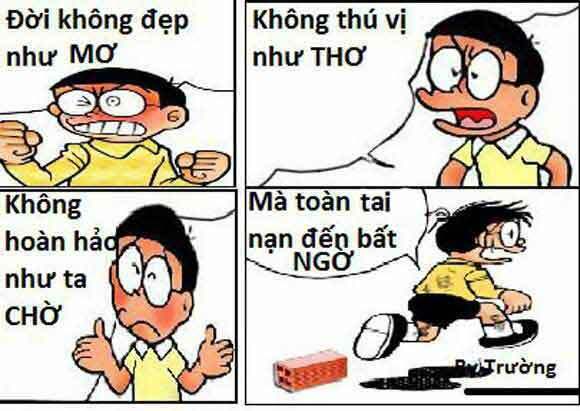 Đời không đẹp
như MƠ
Không thú vị
như THƠ
Không
hoàn hảo
như ta
CHỜ
Mà toàn tai
nạn đến bất
NGỜ
By Trường